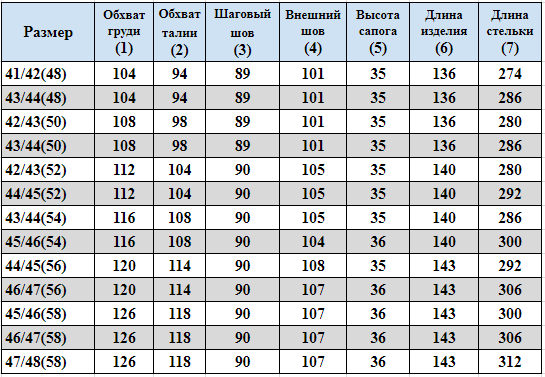 Размер Обхват груди (1) Обхват талии (2) Шаговый шов (3) Внешний шов (4) Высота сапога (5) Длина изделия (6) Длина стельки (7)
41/42(48) 104 94 89 101 35 136 274
43/44(48) 104 94 89 101 35 136 286
42/43(50) 108 98 89 101 35 136 280
43/44(50) 108 98 89 101 35 136 286
42/43(52) 112 104 90 105 35 140 280
44/45(52) 112 104 90 105 35 140 292
43/44(54) 116 108 90 105 35 140 286
45/46(54) 116 108 90 104 36 140 300
44/45(56) 120 114 90 108 35 143 292
46/47(56) 120 114 90 107 36 143 306
45/46(58) 126 118 90 107 36 143 300
46/47(58) 126 118 90 107 36 143 306
47/48(58) 126 118 90 107 36 143 312